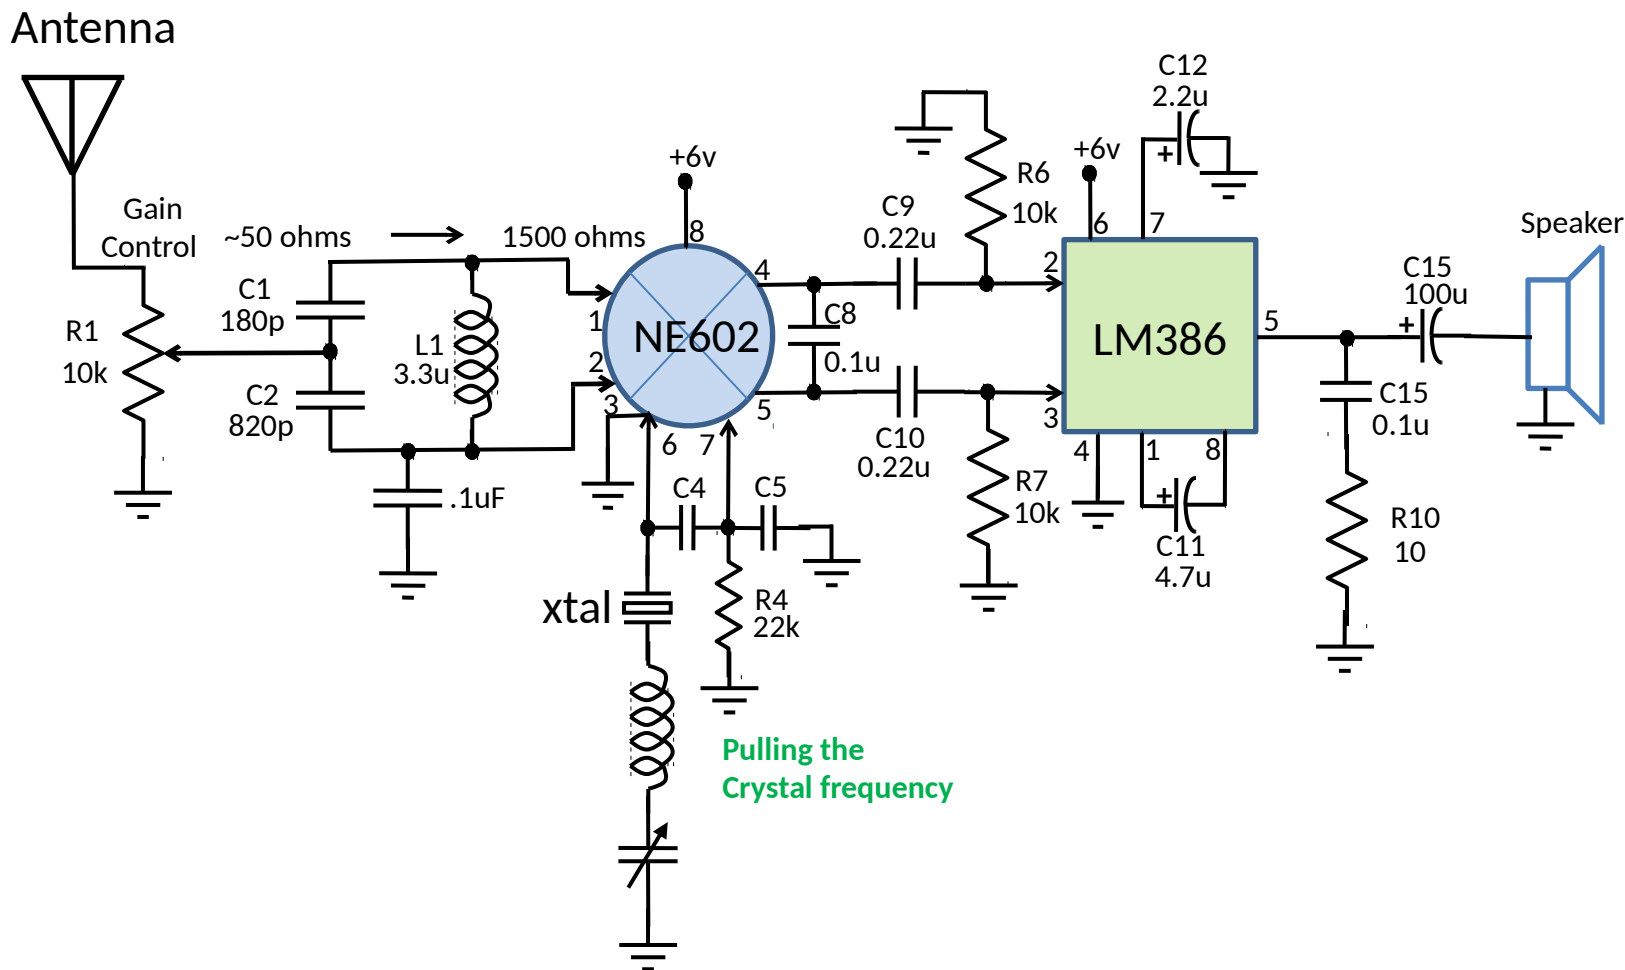 Antenna
Gain
Control
R1
10k
~50 ohms
1500 ohms
C1
180p
C2
820p
L1
3.3u
.1uF
+6v
8
1
2
3
NE602
4
5
6
7
C4
C5
xtal
R4
22k
Pulling the
Crystal frequency
C8
0.1u
C9
0.22u
C10
0.22u
R6
10k
R7
10k
+6v
6
7
C12
2.2u
+
2
3
LM386
5
4
1
8
+
C11
4.7u
C15
100u
+
Speaker
C15
0.1u
R10
10